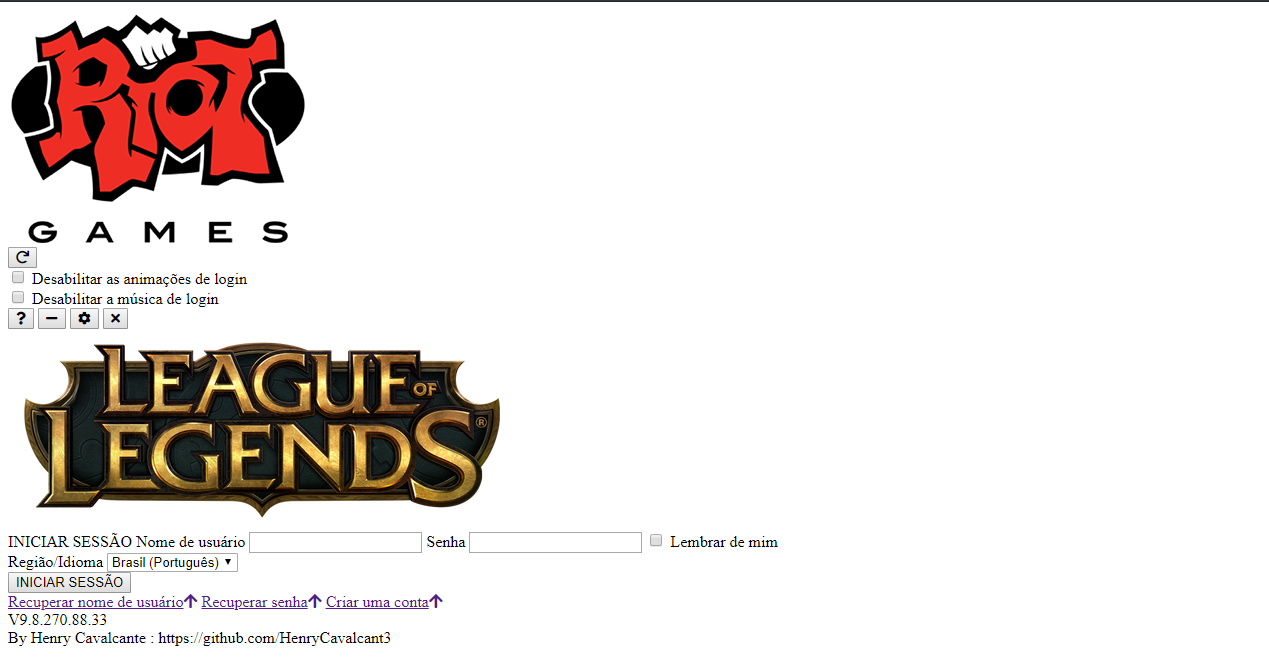 RIOT
GAMES
Desabilitar as animações de login
Desabilitar a música de login
?
LEAGUE OF
LEGENDS®
INICIAR SESSÃO Nome de usuário Senha Lembrar de mim
Região/Idioma Brasil (Português)
INICIAR SESSÃO
Recuperar nome de usuário Recuperar senha Criar uma conta
V9.8.270.88.33
By Henry Cavalcante : https://github.com/HenryCavalcant3